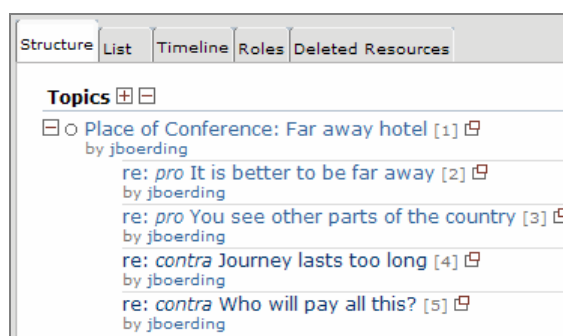 Structure List Timeline Roles Deleted Resources
Topics
Place of Conference: Far away hotel [1]
by jboerding
re: pro It is better to be far away [2]
by jboerding
re: pro You see other parts of the country [3]
by jboerding
re: contra Journey lasts too long [4]
by jboerding
re: contra Who will pay all this? [5]
by jboerding